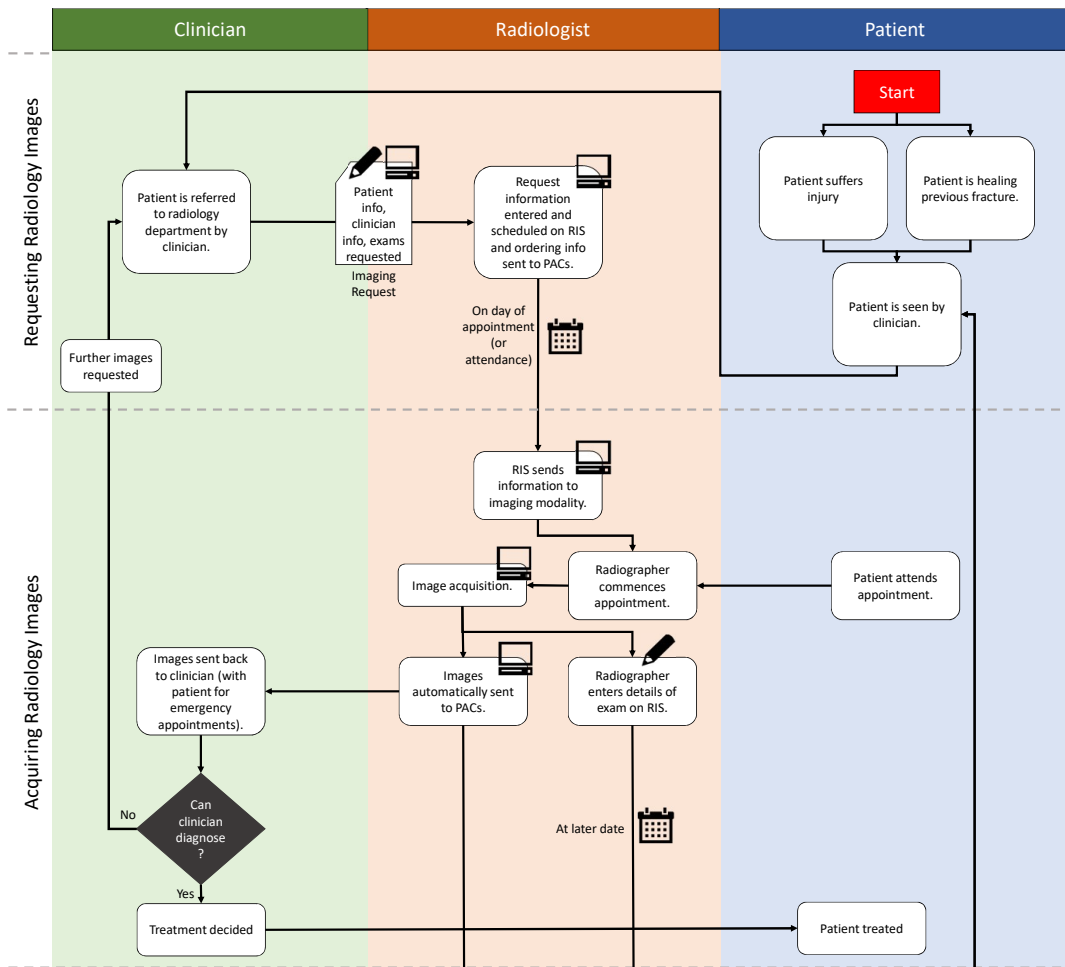 Clinician
Radiologist
Patient
Requesting Radiology Images
Start
Patient suffers
injury
Patient is healing
previous fracture.
Patient is referred
to radiology
department by
clinician.
Patient
info,
clinician
info, exams
requested
Imaging
Request
Request
information
entered and
scheduled on RIS
and ordering info
sent to PACs.
Patient is seen by
clinician.
On day of
appointment
(or
attendance)
Further images
requested
Acquiring Radiology Images
RIS sends
information to
imaging modality.
Image acquisition.
Radiographer
commences
appointment.
Patient attends
appointment.
Images sent back
to clinician (with
patient for
emergency
appointments).
Images
automatically sent
to PACs.
Radiographer
enters details of
exam on RIS.
No
Can
clinician
diagnose
?
At later date
Yes
Treatment decided
Patient treated